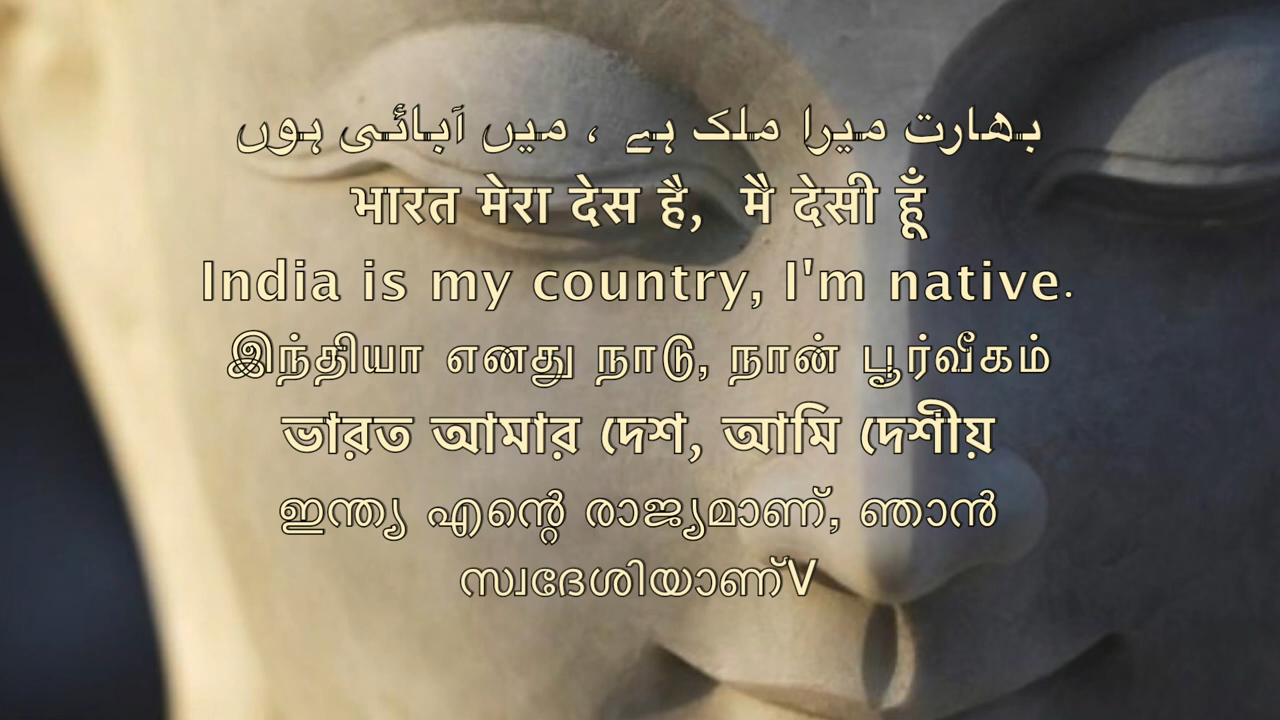 بھارت میرا ملک ہے ، میں آبائی ہوں
भारत मेरा देस है, मै देसी हूँ
India is my country, I'm native.
இந்தியா எனது நாடு, நான் பூர்வீகம்
ভারত আমার দেশ, আমি দেশীয়
ഇന്ത്യ എന്റെ രാജ്യമാണ്, ഞാൻ
സ്വദേശിയാണ്V